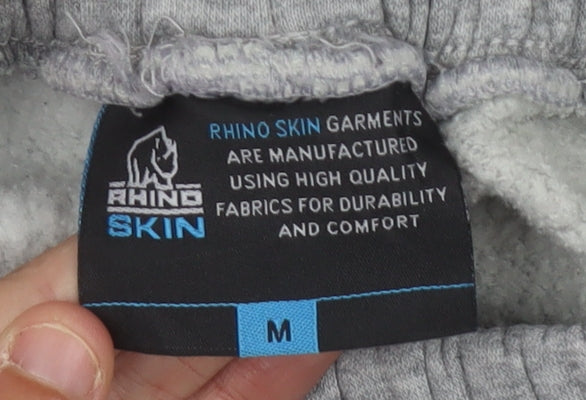 RHINO SKIN GARMENTS
ARE MANUFACTURED
USING HIGH QUALITY
FABRICS FOR DURABILITY
AND COMFORT
RHINO
SKIN
M